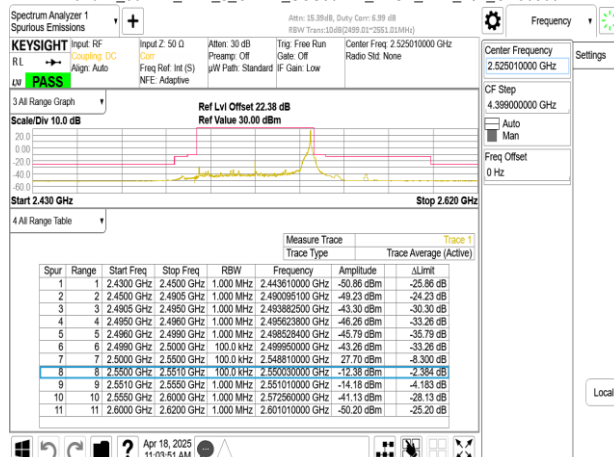 Spectrum Analyzer 1
Spurious Emissions
Attn: 15.89dB, Duty Corr: 6.99 dB
RBW Trans:10dB(2499.01~2551.01MHz)
Frequency
Settings
KEYSIGHT
RL
PASS
Input: RF
Coupling: DC
Align: Auto
Input Z: 50 Ω
Corr
Freq Ref: Int (S)
NFE: Adaptive
Atten: 30 dB
Preamp: Off
µW Path: Standard
Trig: Free Run
Gate: Off
IF Gain: Low
Center Freq: 2.525010000 GHz
Radio Std: None
Center Frequency
2.525010000 GHz
CF Step
4.399000000 GHz
Auto
Man
Freq Offset
0 Hz
Local
3 All Range Graph
Scale/Div 10.0 dB
Ref Lvl Offset 22.38 dB
Ref Value 30.00 dBm
20.0
0.00
-20.0
-40.0
-60.0
Start 2.430 GHz
Stop 2.620 GHz
4 All Range Table
Measure Trace Trace 1
Trace Type Trace Average (Active)
Spur Range Start Freq Stop Freq RBW Frequency Amplitude ΔLimit
1 1 2.4300 GHz 2.4500 GHz 1.000 MHz 2.443610000 GHz -50.86 dBm -25.86 dB
2 2 2.4500 GHz 2.4905 GHz 1.000 MHz 2.490095100 GHz -49.23 dBm -24.23 dB
3 3 2.4905 GHz 2.4950 GHz 1.000 MHz 2.493882500 GHz -43.30 dBm -30.30 dB
4 4 2.4950 GHz 2.4960 GHz 1.000 MHz 2.495623800 GHz -46.26 dBm -33.26 dB
5 5 2.4960 GHz 2.4990 GHz 1.000 MHz 2.498528400 GHz -45.79 dBm -35.79 dB
6 6 2.4990 GHz 2.5000 GHz 100.0 kHz 2.499950000 GHz -43.26 dBm -33.26 dB
7 7 2.5000 GHz 2.5500 GHz 100.0 kHz 2.548810000 GHz 27.70 dBm -8.300 dB
8 8 2.5500 GHz 2.5510 GHz 100.0 kHz 2.550030000 GHz -12.38 dBm -2.384 dB
9 9 2.5510 GHz 2.5550 GHz 1.000 MHz 2.551010000 GHz -14.18 dBm -4.183 dB
10 10 2.5550 GHz 2.6000 GHz 1.000 MHz 2.572560000 GHz -41.13 dBm -28.13 dB
11 11 2.6000 GHz 2.6200 GHz 1.000 MHz 2.601010000 GHz -50.20 dBm -25.20 dB
Apr 18, 2025
11:03:51 AM